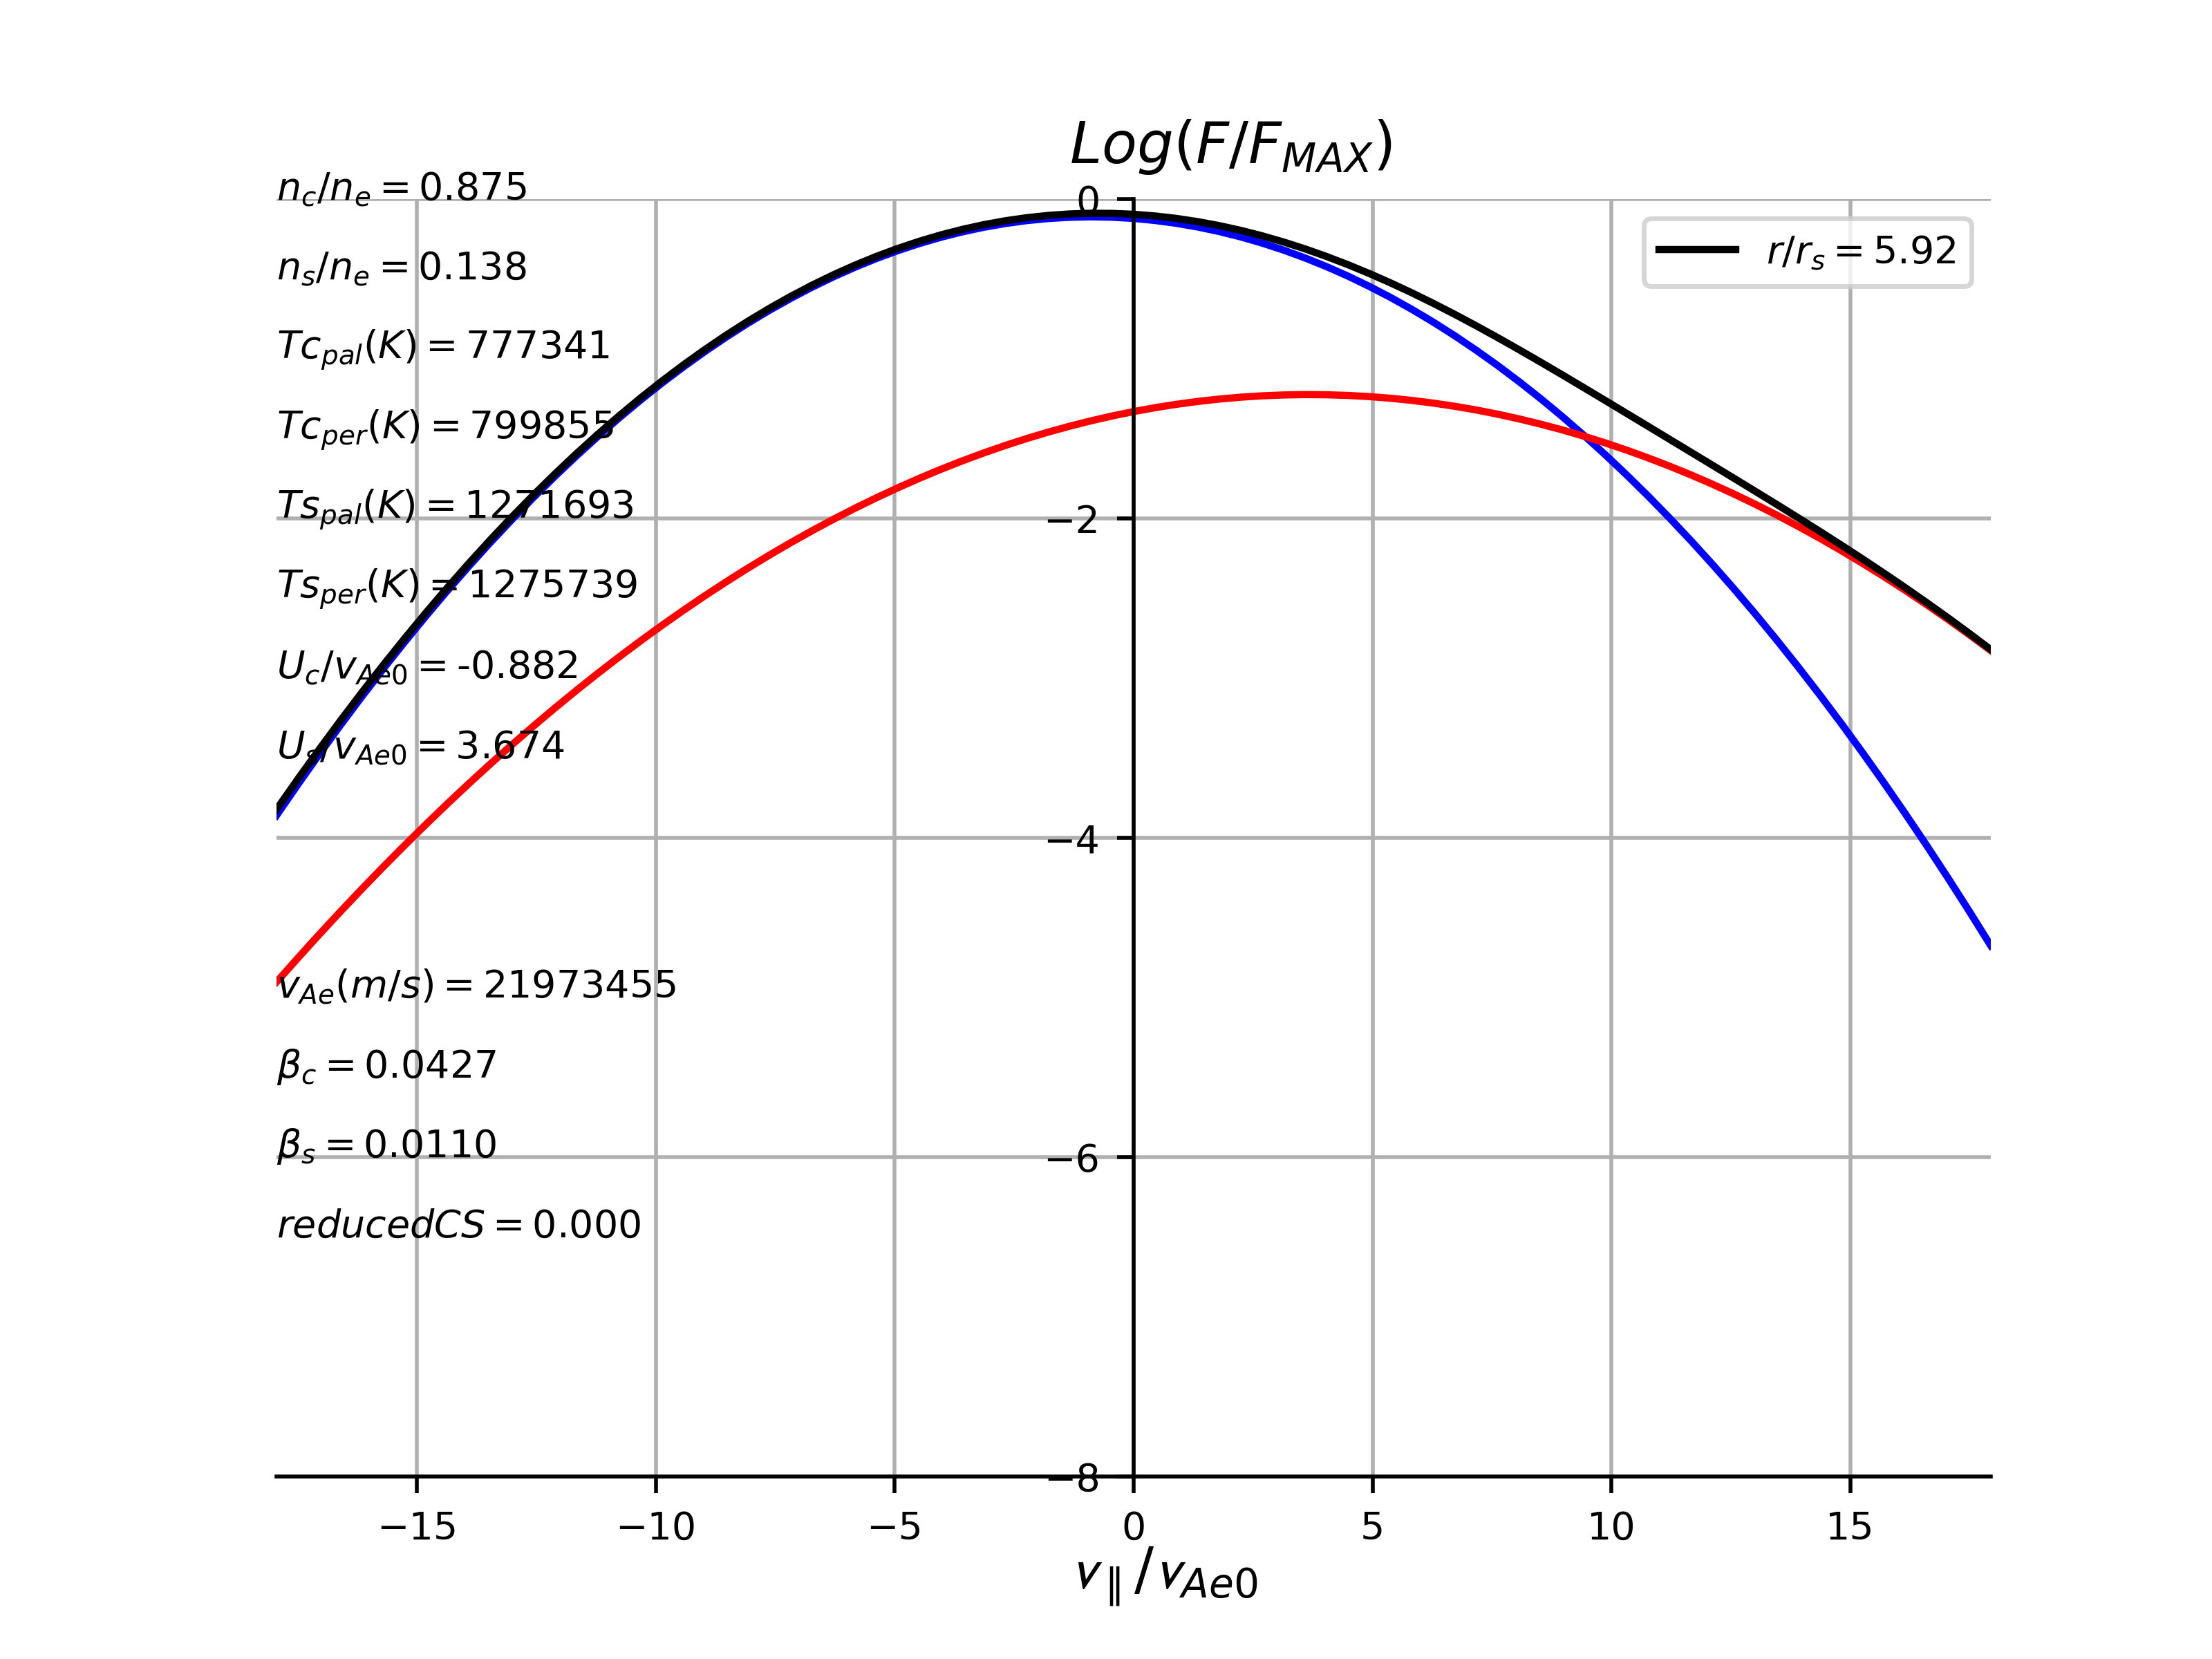 Log(F/F_MAX)
n_c/n_e = 0.875
n_s/n_e = 0.138
Tc_pal(K) = 777341
Tc_per(K) = 799855
Ts_pal(K) = 1271693
Ts_per(K) = 1275739
U_c/v_Ae0 = -0.882
U_s/v_Ae0 = 3.674
v_Ae(m/s) = 21973455
β_c = 0.0427
β_s = 0.0110
reducedCS = 0.000
r/r_s = 5.92
0
−2
−4
−6
−8
−15 −10 −5 0 5 10 15
v_∥/v_Ae0